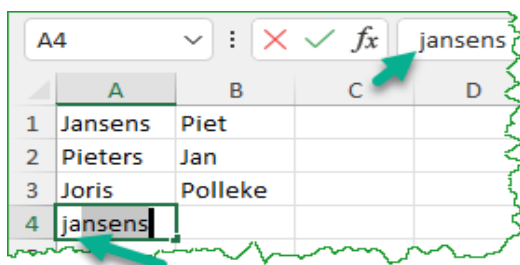 A4 fx jansens
A B C D
1 Jansens Piet
2 Pieters Jan
3 Joris Polleke
4 jansens